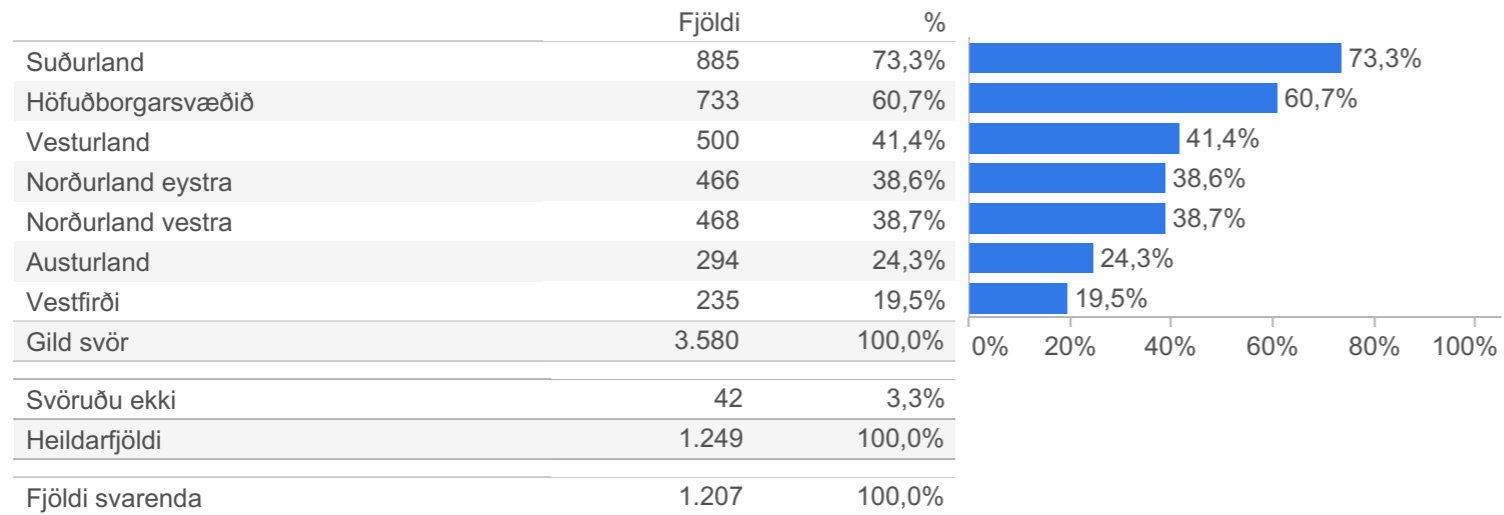 Fjöldi %
Suðurland 885 73,3% 73,3%
Höfuðborgarsvæðið 733 60,7% 60,7%
Vesturland 500 41,4% 41,4%
Norðurland eystra 466 38,6% 38,6%
Norðurland vestra 468 38,7% 38,7%
Austurland 294 24,3% 24,3%
Vestfirði 235 19,5% 19,5%
Gild svör 3.580 100,0% 0% 20% 40% 60% 80% 100%
Svöruðu ekki 42 3,3%
Heildarfjöldi 1.249 100,0%
Fjöldi svarenda 1.207 100,0%